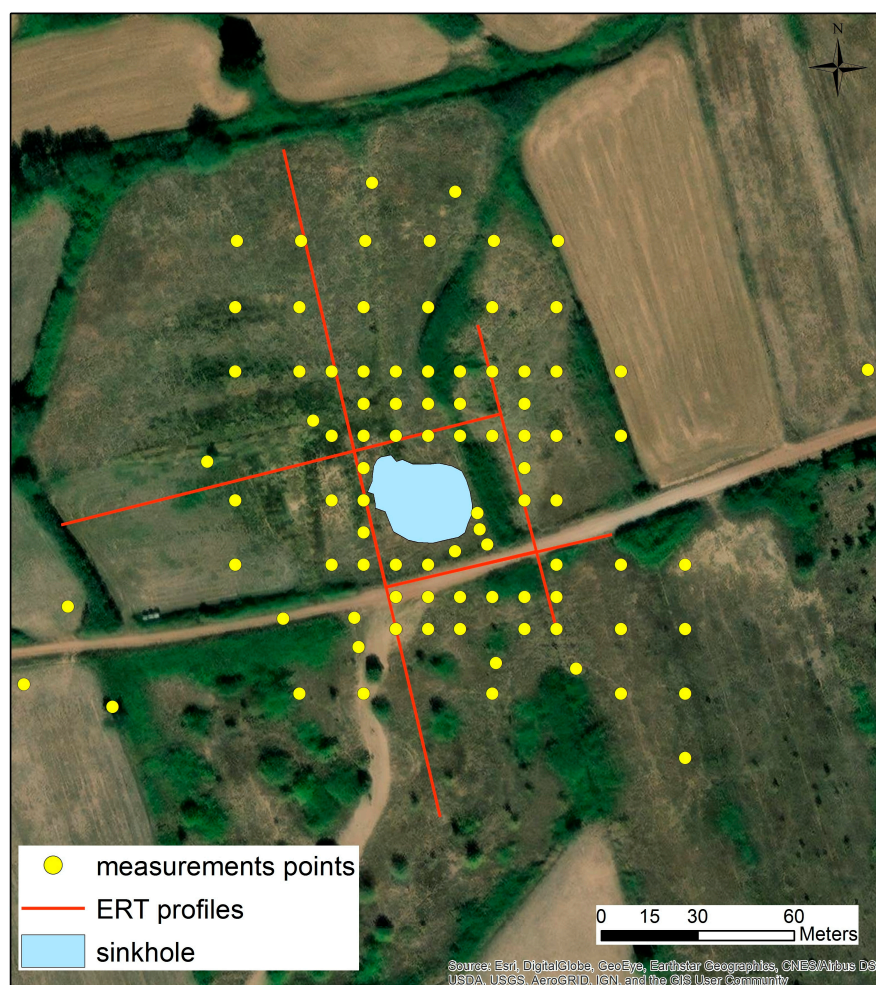 N
measurements points
ERT profiles
sinkhole
0 15 30 60
Meters
Source: Esri, DigitalGlobe, GeoEye, Earthstar Geographics, CNES/Airbus DS
USDA, USGS, AeroGRID, IGN, and the GIS User Community